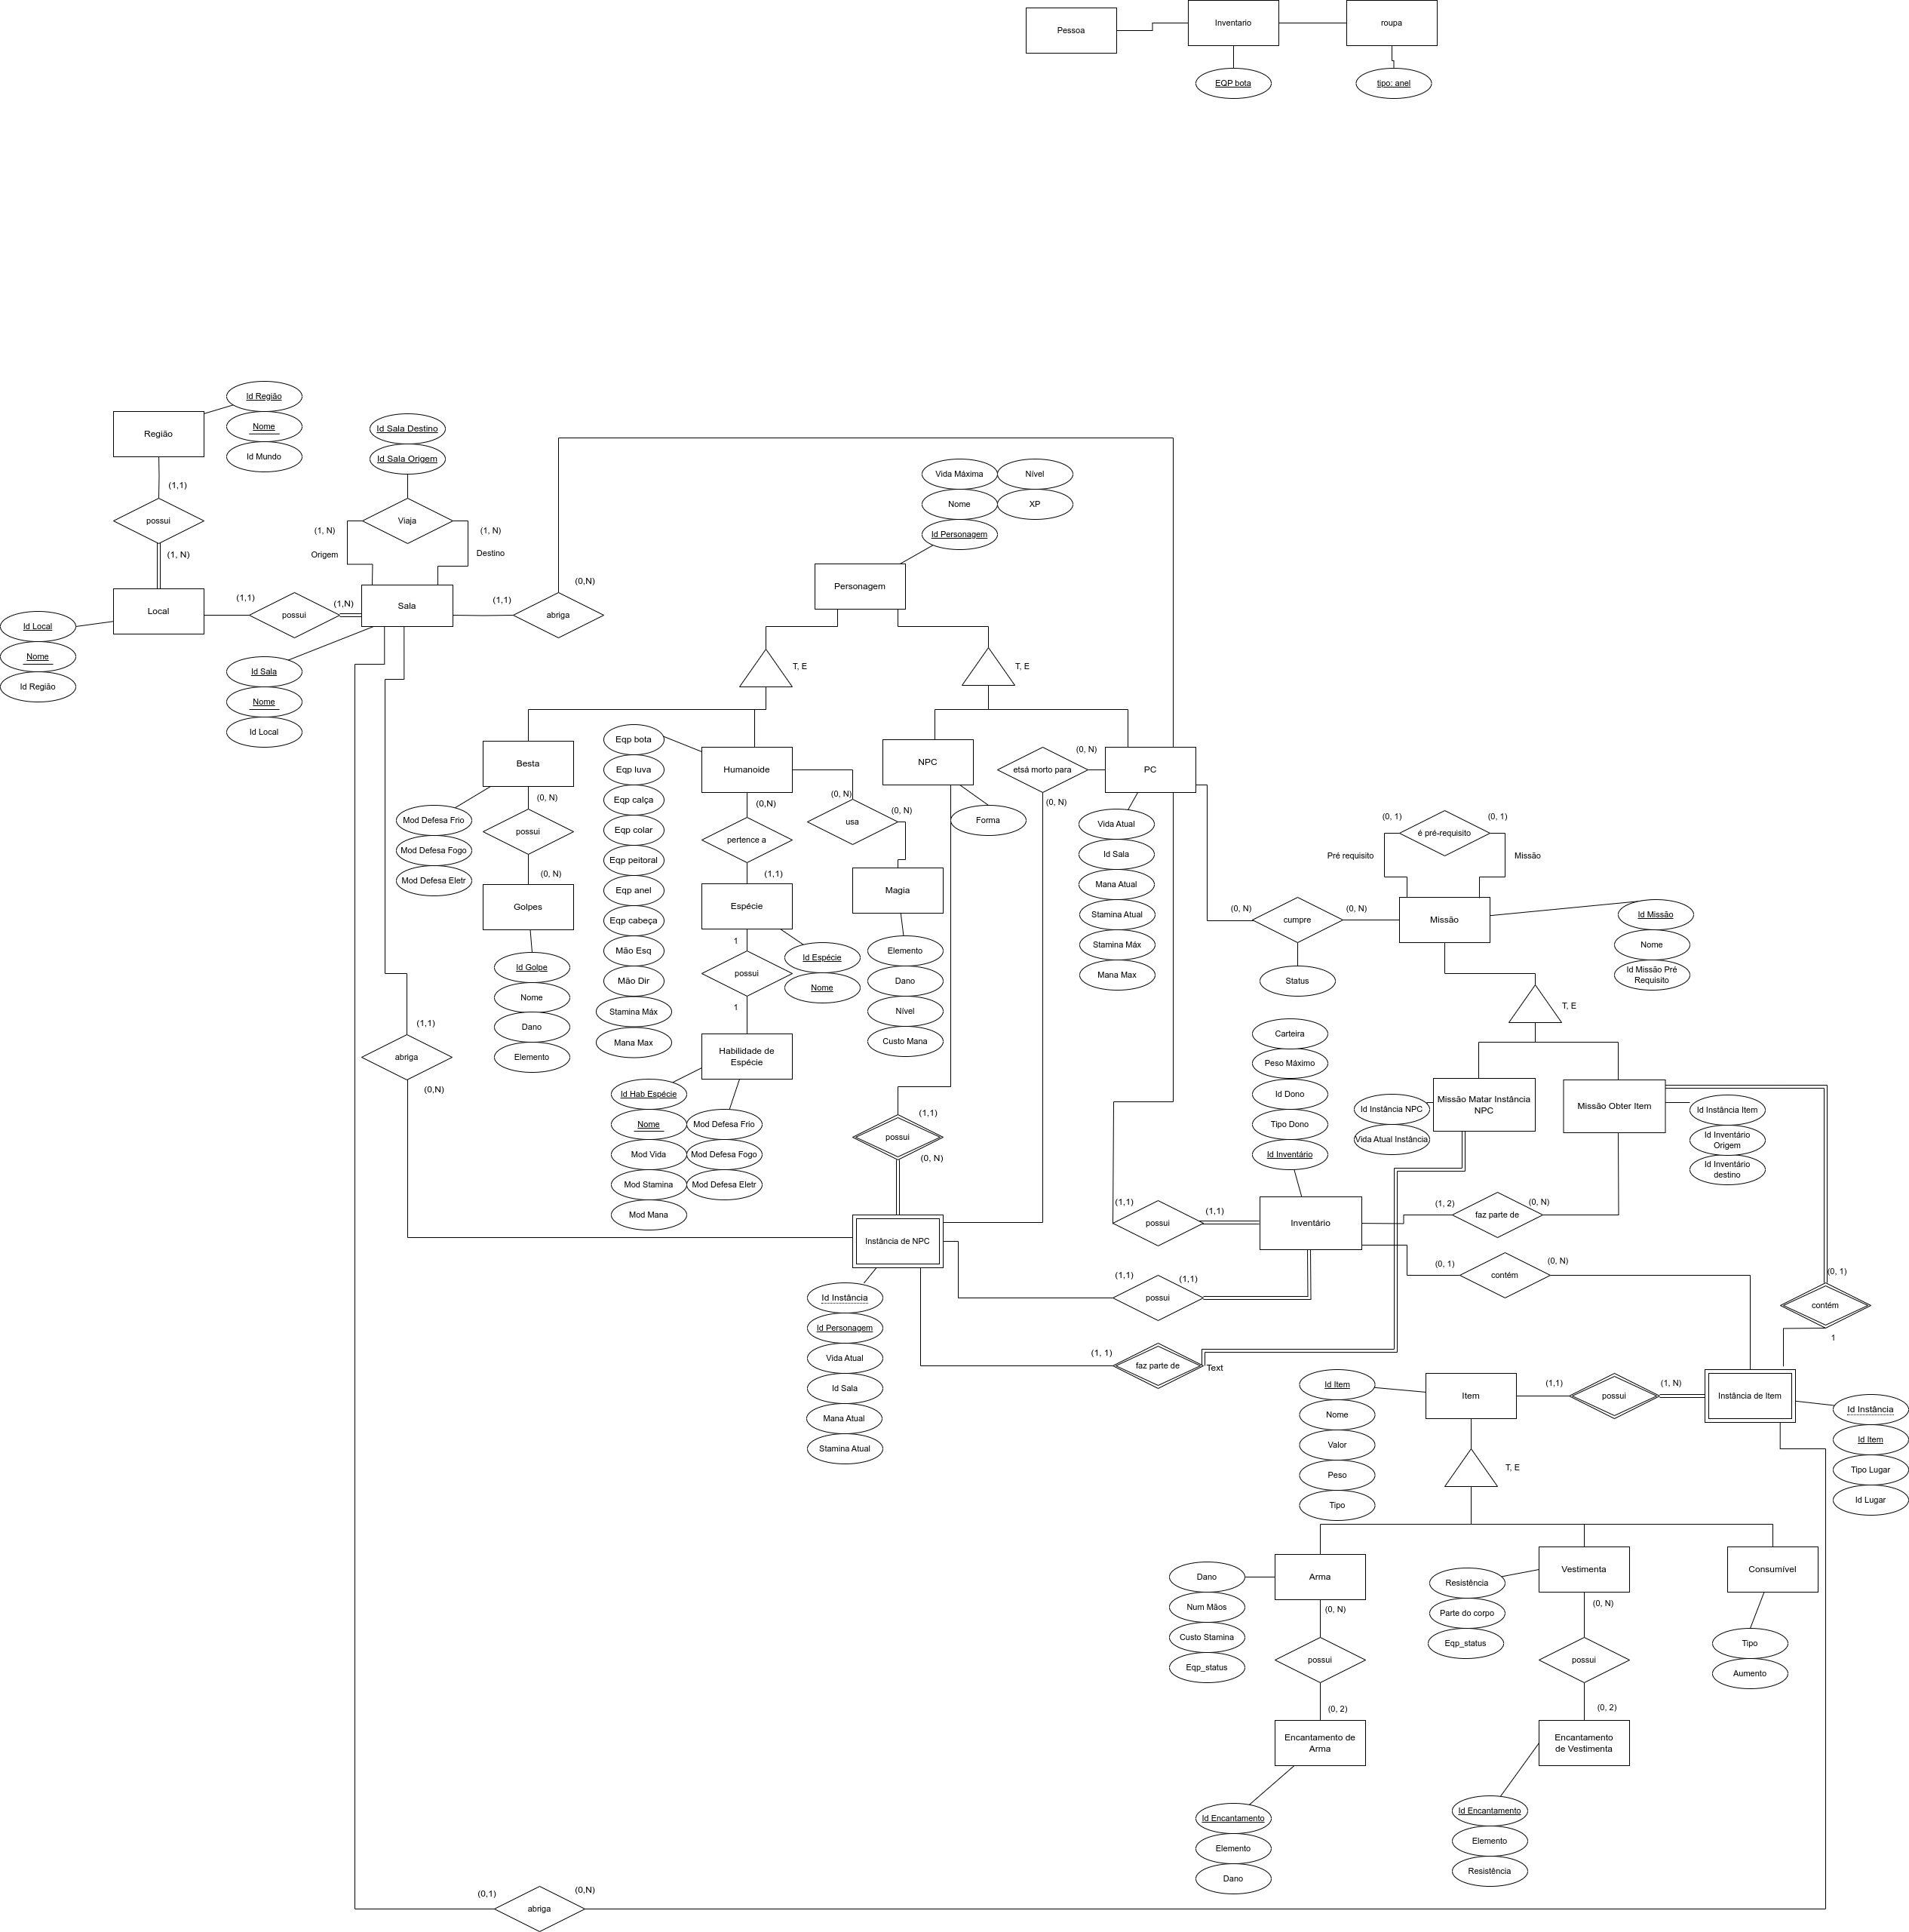 Pessoa
Inventario
roupa
EQP bota
tipo: anel
Região
Id Região
Nome
Id Mundo
(1,1)
possui
(1, N)
Local
Id Local
Nome
Id Região
(1,1)
possui
(1,N)
Id Sala Destino
Id Sala Origem
Viaja
(1, N)
Origem
(1, N)
Destino
Sala
Id Sala
Nome
Id Local
(1,1)
abriga
(0,N)
Vida Máxima
Nível
Nome
XP
Id Personagem
Personagem
T, E
T, E
Besta
Mod Defesa Frio
Mod Defesa Fogo
Mod Defesa Eletr
(0, N)
possui
(0, N)
Golpes
Id Golpe
Nome
Dano
Elemento
Eqp bota
Eqp luva
Eqp calça
Eqp colar
Eqp peitoral
Eqp anel
Eqp cabeça
Mão Esq
Mão Dir
Stamina Máx
Mana Max
Humanoide
(0,N)
pertence a
(1,1)
Espécie
Id Espécie
Nome
1
possui
1
Habilidade de
Espécie
Id Hab Espécie
Nome
Mod Vida
Mod Stamina
Mod Mana
Mod Defesa Frio
Mod Defesa Fogo
Mod Defesa Eletr
(0, N)
usa
(0, N)
Magia
Elemento
Dano
Nível
Custo Mana
NPC
Forma
etsá morto para
(0, N)
(0, N)
PC
Vida Atual
Id Sala
Mana Atual
Stamina Atual
Stamina Máx
Mana Max
(0, N)
cumpre
(0, N)
Status
(0, 1)
é pré-requisito
(0, 1)
Pré requisito
Missão
Missão
Id Missão
Nome
Id Missão Pré
Requisito
T, E
Missão Matar Instância
NPC
Id Instância NPC
Vida Atual Instância
Missão Obter Item
Id Instância Item
Id Inventário
Origem
Id Inventário
destino
(1,1)
abriga
(0,N)
(1,1)
possui
(0, N)
Instância de NPC
Id Instância
Id Personagem
Vida Atual
Id Sala
Mana Atual
Stamina Atual
Carteira
Peso Máximo
Id Dono
Tipo Dono
Id Inventário
Inventário
(1,1)
possui
(1,1)
(1,1)
possui
(1,1)
(1, 1)
faz parte de
Text
(1, 2)
faz parte de
(0, N)
(0, 1)
contém
(0, N)
(0, 1)
contém
1
Id Item
Nome
Valor
Peso
Tipo
Item
(1,1)
possui
(1, N)
Instância de Item
Id Instância
Id Item
Tipo Lugar
Id Lugar
T, E
Arma
Dano
Num Mãos
Custo Stamina
Eqp_status
(0, N)
possui
(0, 2)
Encantamento de
Arma
Id Encantamento
Elemento
Dano
Vestimenta
Resistência
Parte do corpo
Eqp_status
(0, N)
possui
(0, 2)
Encantamento
de Vestimenta
Id Encantamento
Elemento
Resistência
Consumível
Tipo
Aumento
(0,1)
abriga
(0,N)